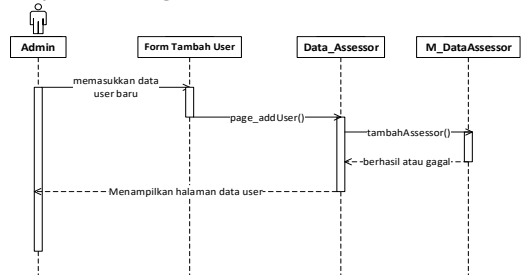 Admin
Form Tambah User
Data_Assessor
M_DataAssessor
memasukkan data
user baru
page_addUser()
tambahAssessor()
berhasil atau gagal
Menampilkan halaman data user